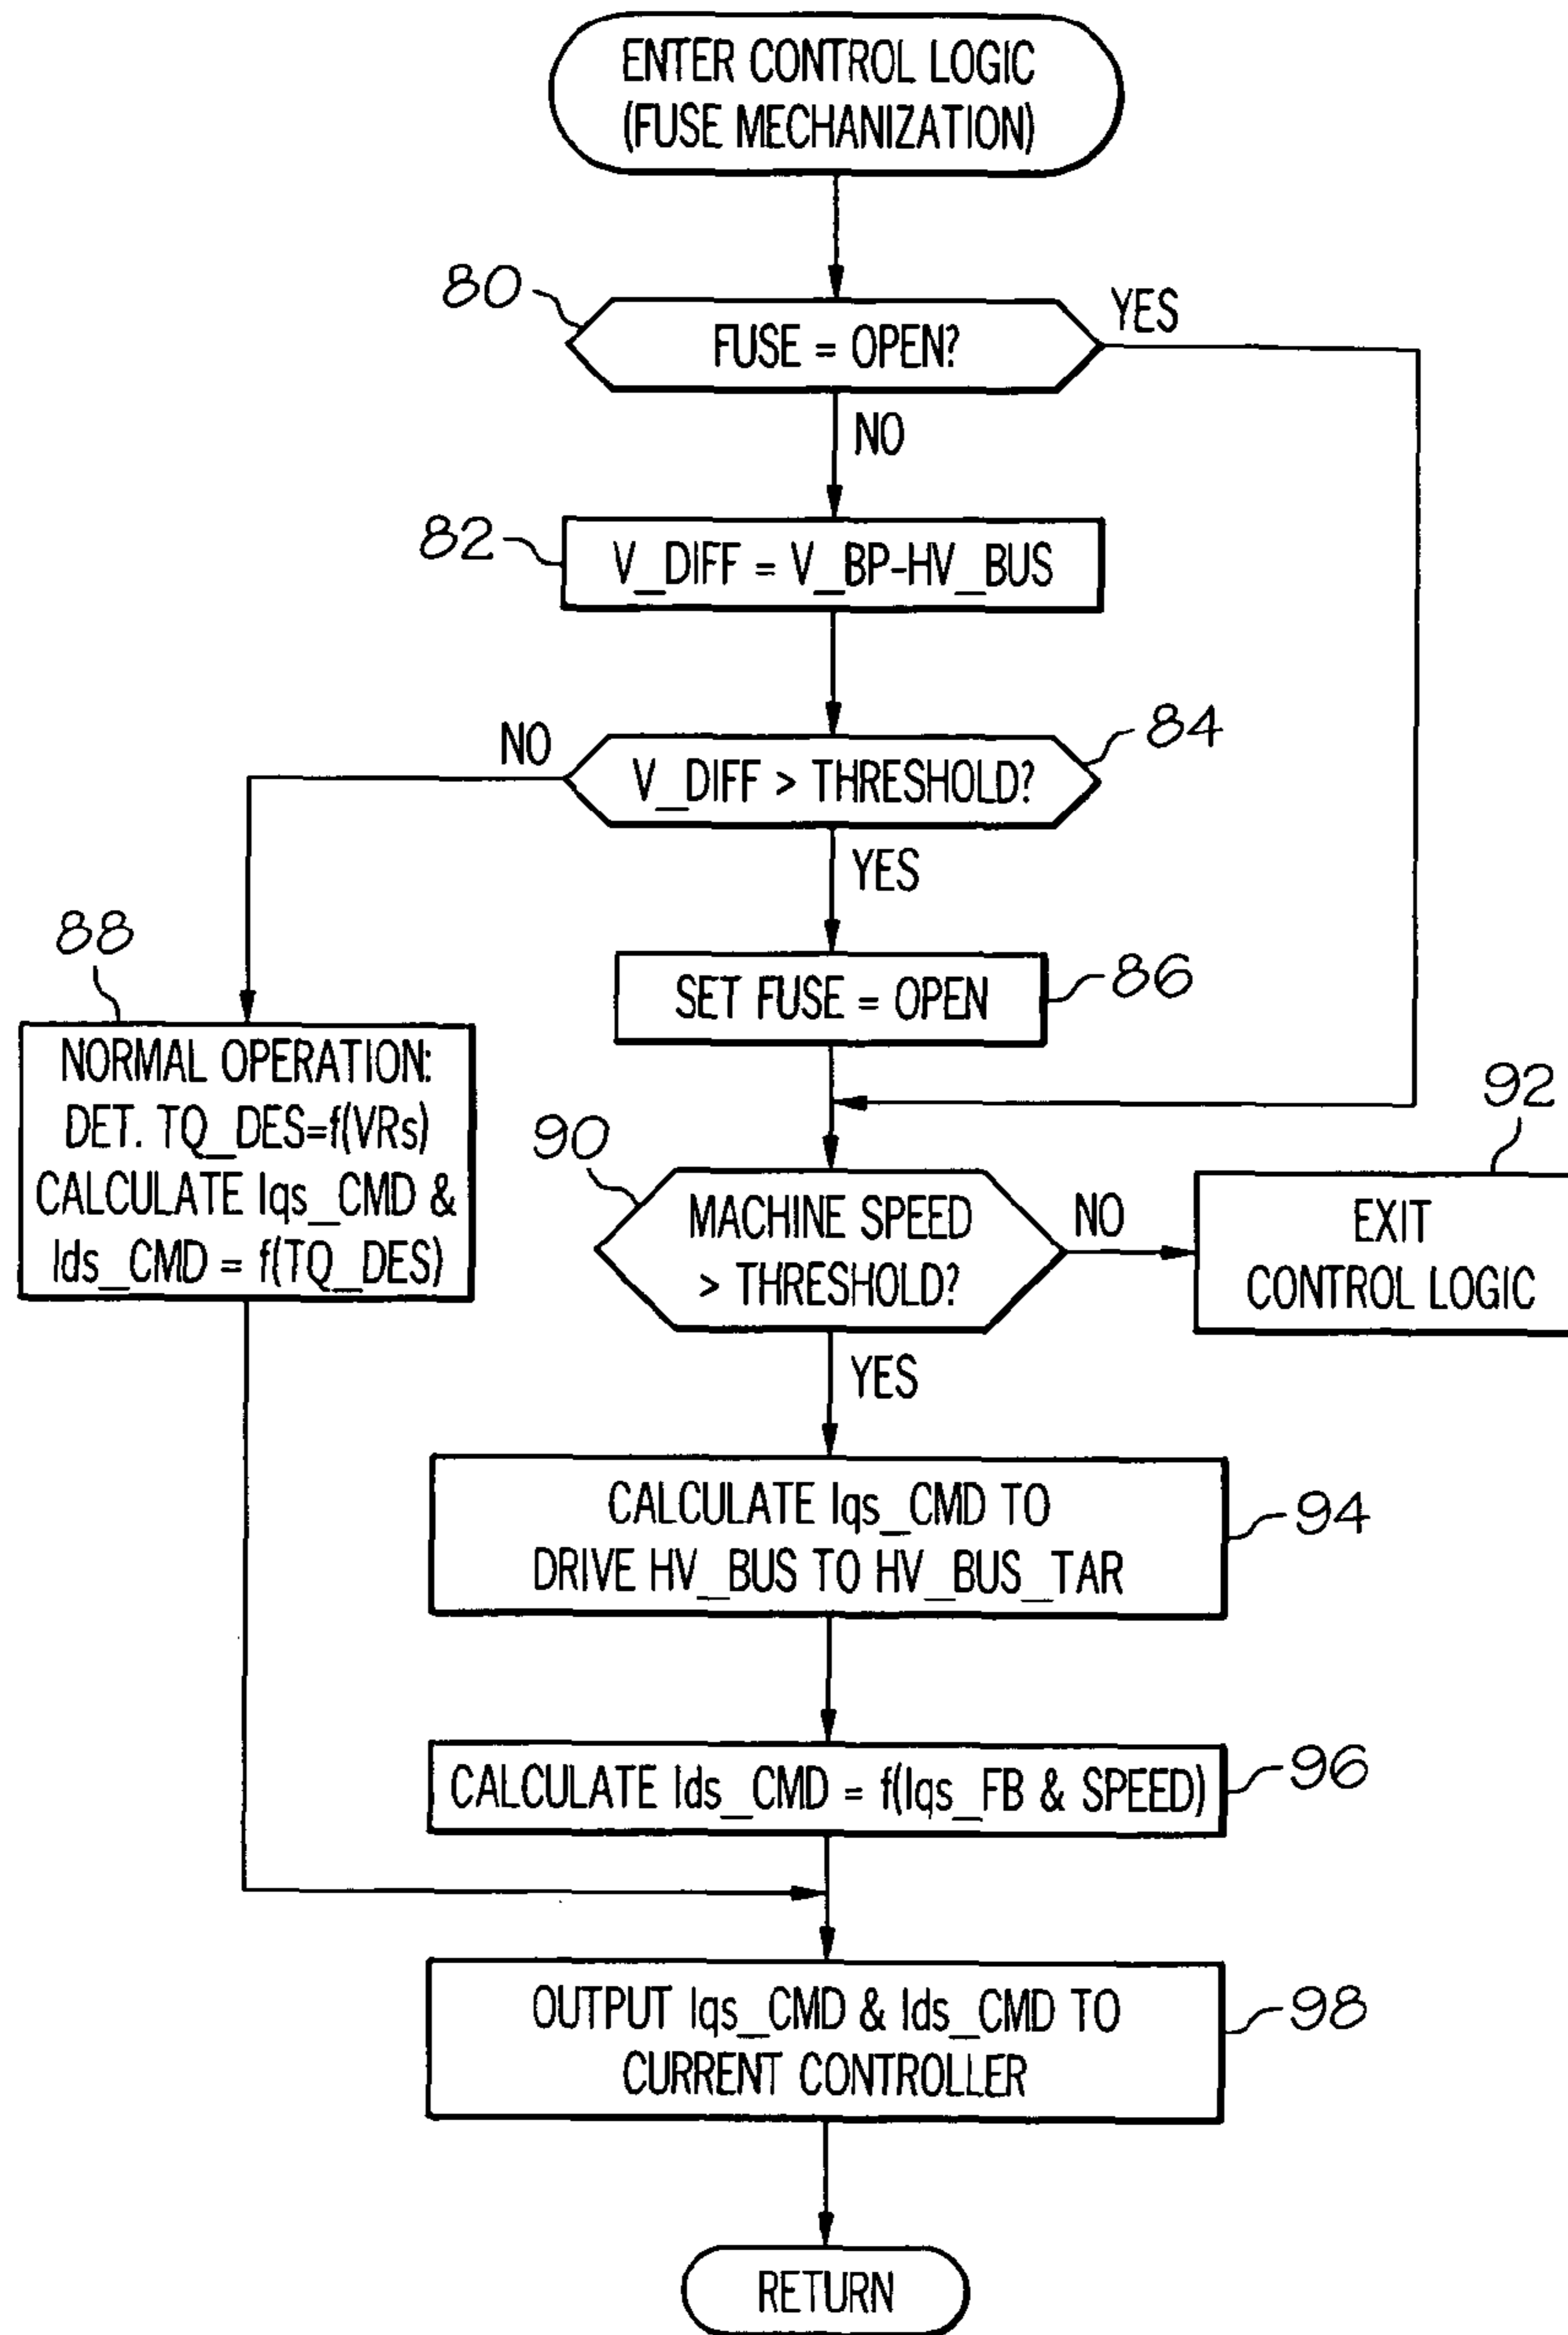 ENTER CONTROL LOGIC
(FUSE MECHANIZATION)
80
FUSE = OPEN?
YES
NO
82
V_DIFF = V_BP-HV_BUS
NO
V_DIFF > THRESHOLD?
84
YES
88
SET FUSE = OPEN
86
NORMAL OPERATION:
DET. TQ_DES=f(VRs)
CALCULATE Iqs_CMD &
Ids_CMD = f(TQ_DES)
90
MACHINE SPEED
> THRESHOLD?
NO
92
EXIT
CONTROL LOGIC
YES
CALCULATE Iqs_CMD TO
DRIVE HV_BUS TO HV_BUS_TAR
94
CALCULATE Ids_CMD = f(Iqs_FB & SPEED)
96
OUTPUT Iqs_CMD & Ids_CMD TO
CURRENT CONTROLLER
98
RETURN